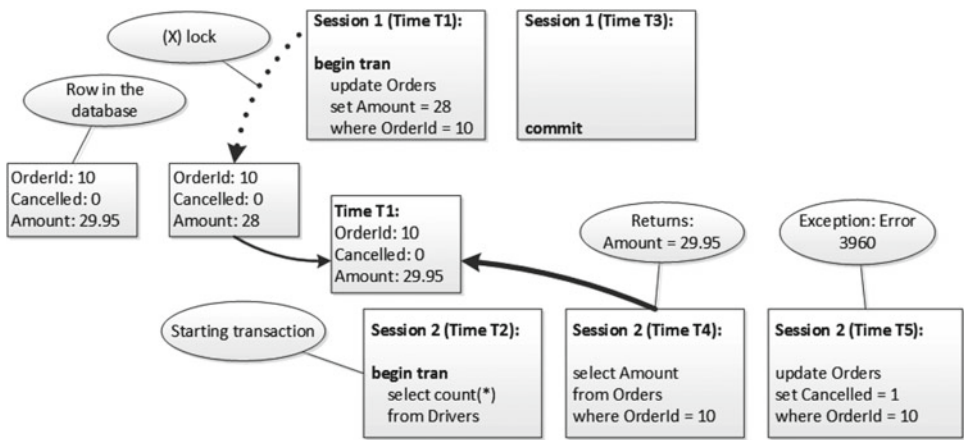 (X) lock
Session 1 (Time T1):
begin tran
update Orders
set Amount = 28
where OrderId = 10
Session 1 (Time T3):
commit
Row in the
database
OrderId: 10
Cancelled: 0
Amount: 29.95
OrderId: 10
Cancelled: 0
Amount: 28
Time T1:
OrderId: 10
Cancelled: 0
Amount: 29.95
Returns:
Amount = 29.95
Exception: Error
3960
Starting transaction
Session 2 (Time T2):
begin tran
select count(*)
from Drivers
Session 2 (Time T4):
select Amount
from Orders
where OrderId = 10
Session 2 (Time T5):
update Orders
set Cancelled = 1
where OrderId = 10